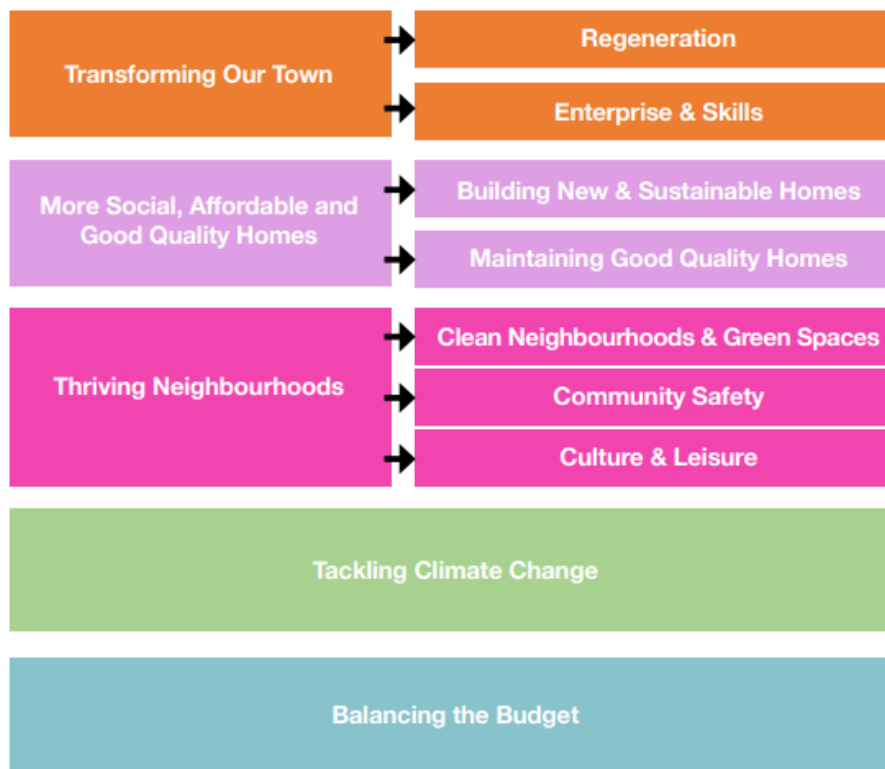 Transforming Our Town
Regeneration
Enterprise & Skills
More Social, Affordable and
Good Quality Homes
Building New & Sustainable Homes
Maintaining Good Quality Homes
Thriving Neighbourhoods
Clean Neighbourhoods & Green Spaces
Community Safety
Culture & Leisure
Tackling Climate Change
Balancing the Budget